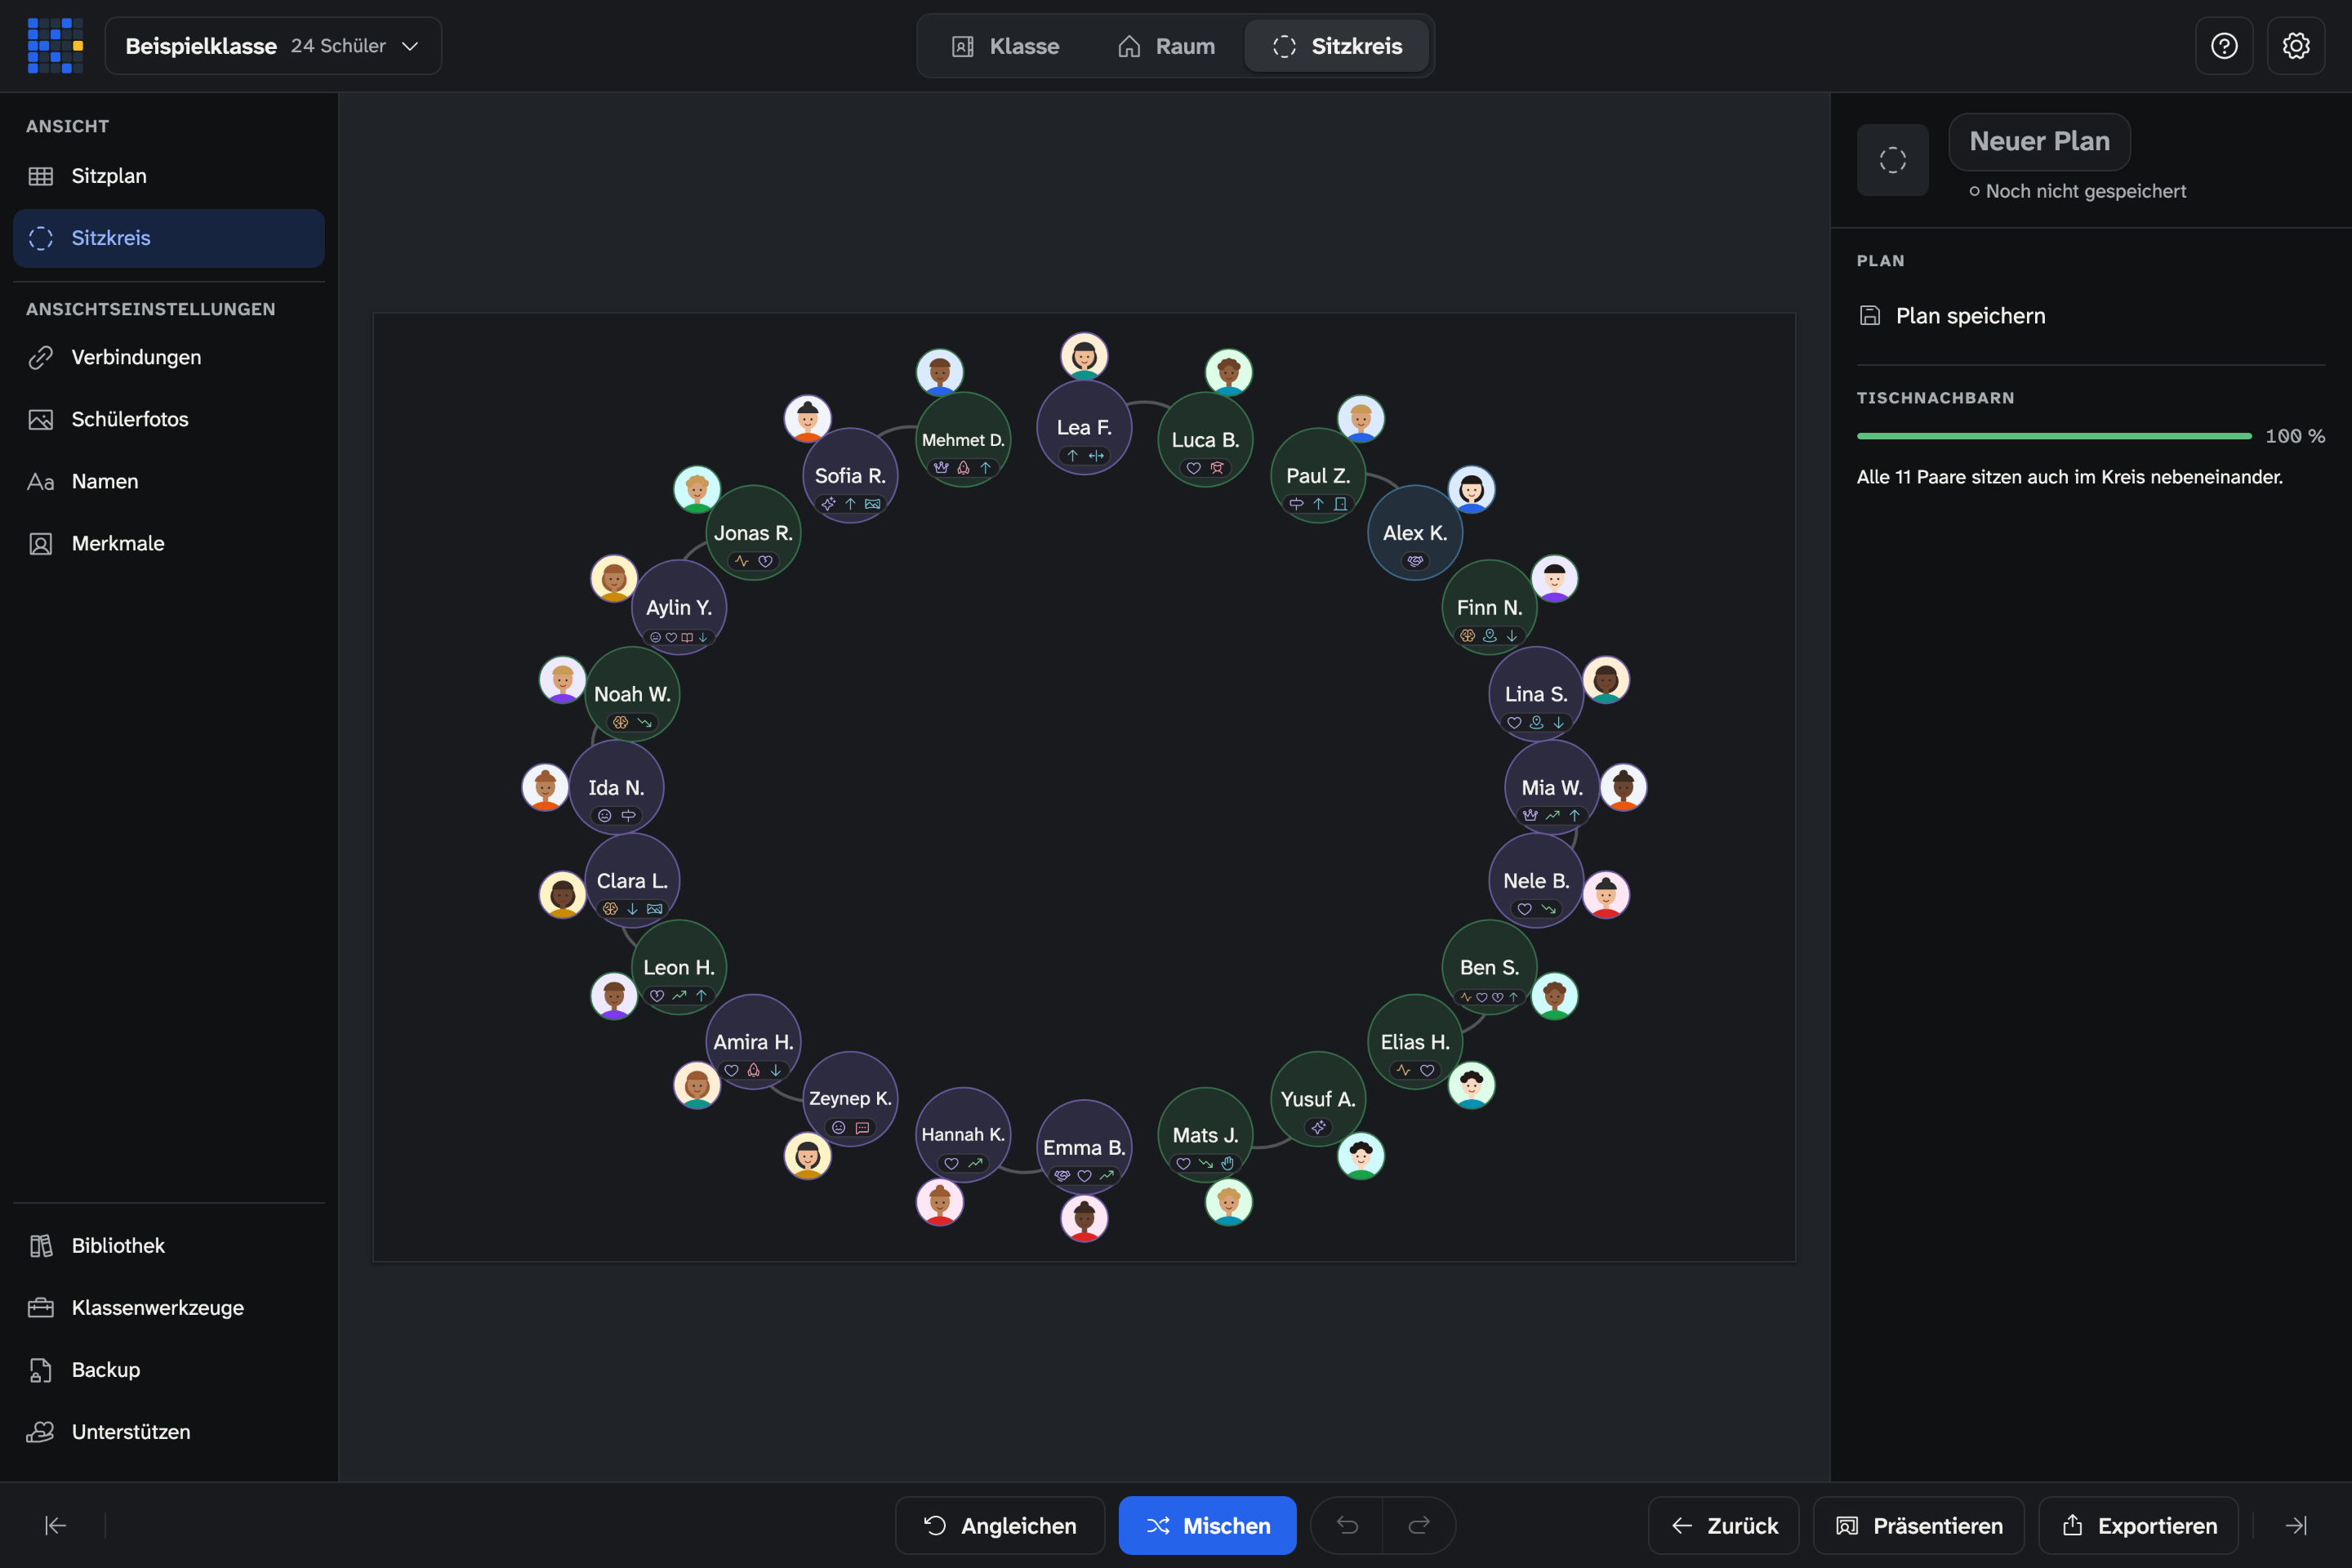 Beispielklasse 24 Schüler
Klasse
Raum
Sitzkreis
ANSICHT
Sitzplan
Sitzkreis
ANSICHTSEINSTELLUNGEN
Verbindungen
Schülerfotos
Namen
Merkmale
Bibliothek
Klassenwerkzeuge
Backup
Unterstützen
Lea F.
Mehmet D.
Luca B.
Sofia R.
Paul Z.
Jonas R.
Alex K.
Aylin Y.
Finn N.
Noah W.
Lina S.
Ida N.
Mia W.
Clara L.
Nele B.
Leon H.
Ben S.
Amira H.
Elias H.
Zeynep K.
Yusuf A.
Hannah K.
Mats J.
Emma B.
Neuer Plan
Noch nicht gespeichert
PLAN
Plan speichern
TISCHNACHBARN
100 %
Alle 11 Paare sitzen auch im Kreis nebeneinander.
Angleichen
Mischen
Zurück
Präsentieren
Exportieren